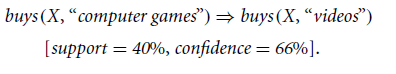 buys(X, “computer games”) ⇒ buys(X, “videos”)
[support = 40%, confidence = 66%].